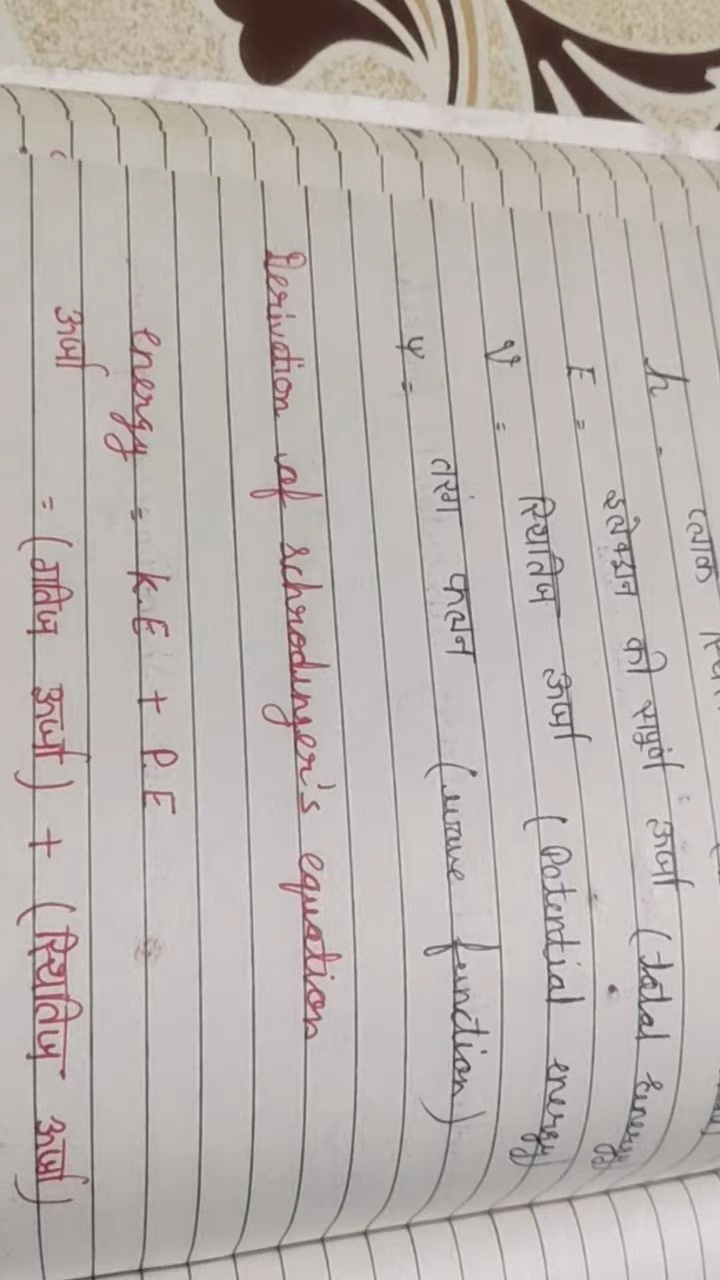 h =
E = इलेक्ट्रान की सम्पुर्ण ऊर्जा (Total Energy)
V = स्थितिज ऊर्जा (Potential energy)
Ψ = तरंग फलन (wave function)
Derivation of schrodinger's equation
energy = K.E + P.E
ऊर्जा = (गतिज ऊर्जा) + (स्थितिज ऊर्जा)